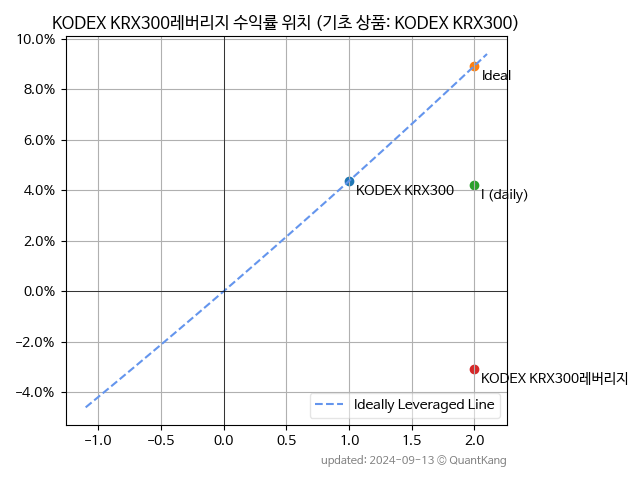 KODEX KRX300레버리지 수익률 위치 (기초 상품: KODEX KRX300)
10.0%
8.0%
6.0%
4.0%
2.0%
0.0%
−2.0%
−4.0%
Ideal
KODEX KRX300
I (daily)
KODEX KRX300레버리지
Ideally Leveraged Line
−1.0 −0.5 0.0 0.5 1.0 1.5 2.0
updated: 2024-09-13 © QuantKang